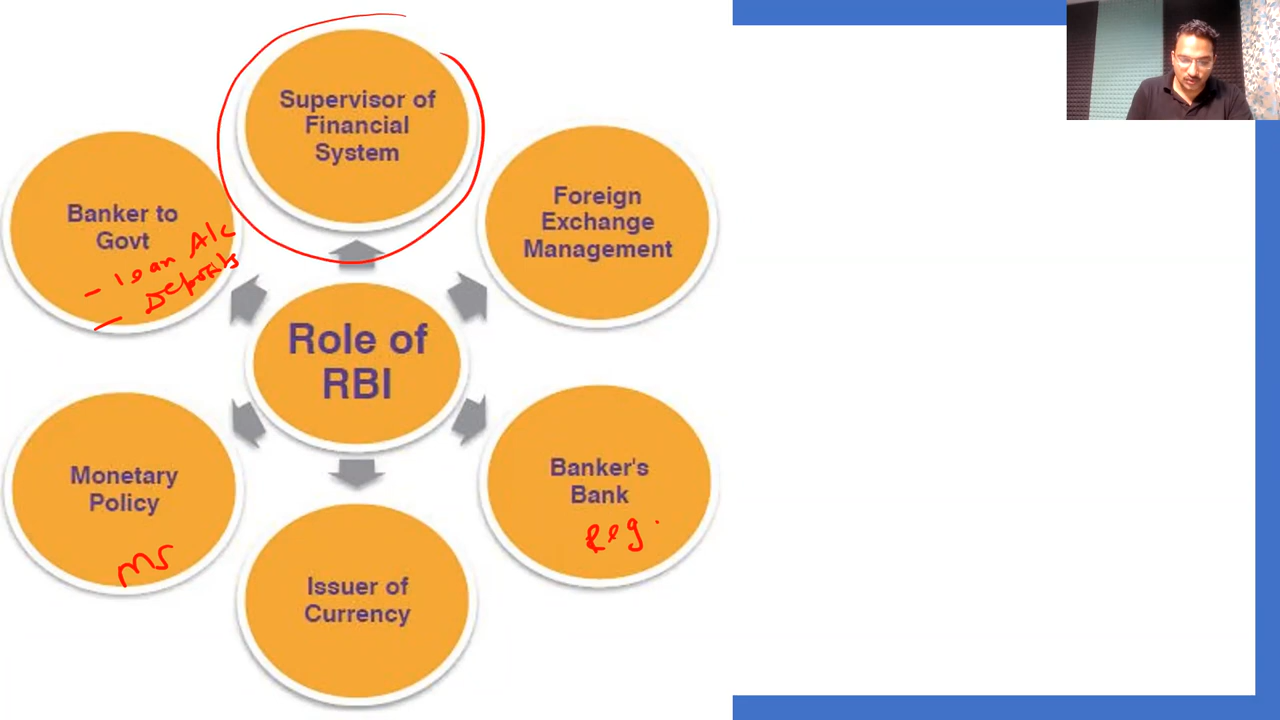 Supervisor of
Financial
System
Banker to
Govt
- loan A/c
- Deposits
Foreign
Exchange
Management
Role of
RBI
Monetary
Policy
MS
Banker's
Bank
Reg.
Issuer of
Currency